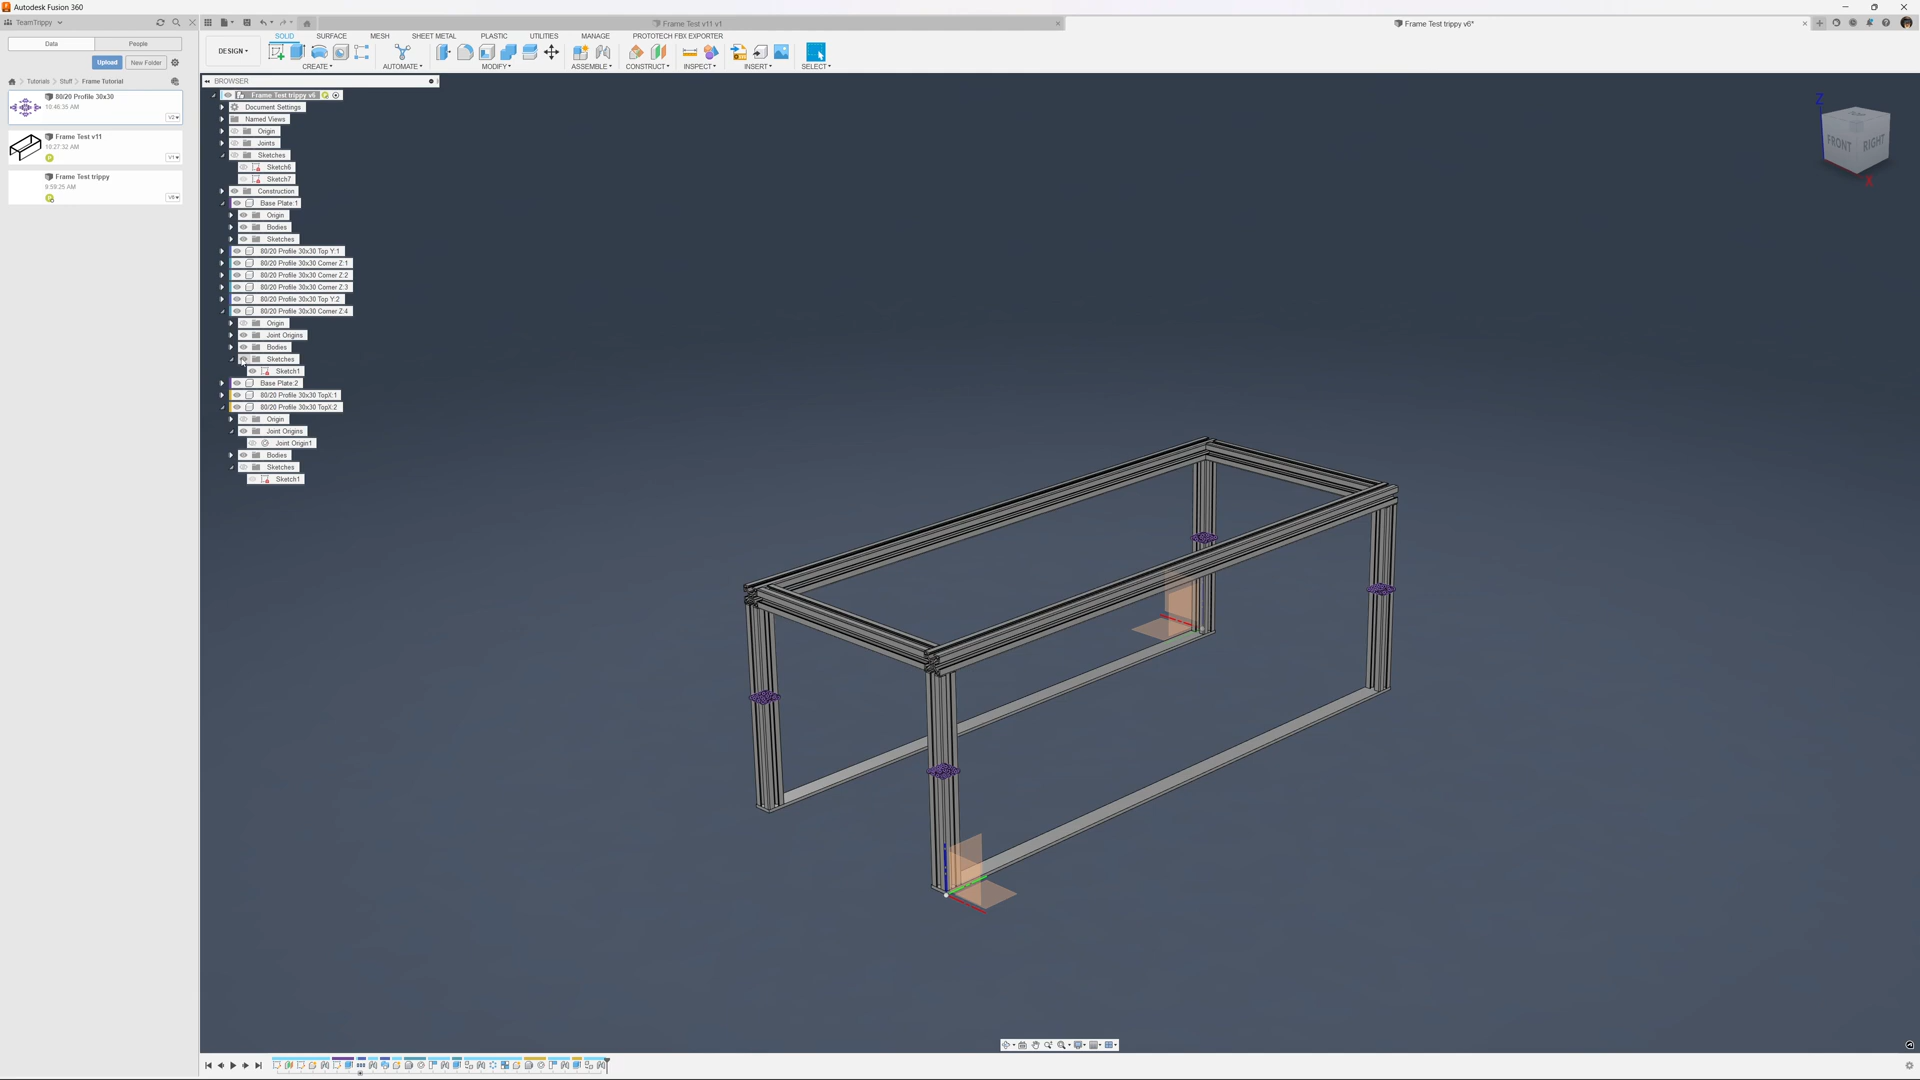 Autodesk Fusion 360
TeamTrippy
Frame Test v11 v1
Frame Test trippy v6*
Data
People
Upload
New Folder
Tutorials
Stuff
Frame Tutorial
80/20 Profile 30x30
10:46:35 AM
V2
Frame Test v11
10:27:32 AM
V1
Frame Test trippy
9:59:25 AM
V6
DESIGN
SOLID
SURFACE
MESH
SHEET METAL
PLASTIC
UTILITIES
MANAGE
PROTOTECH FBX EXPORTER
CREATE
AUTOMATE
MODIFY
ASSEMBLE
CONSTRUCT
INSPECT
INSERT
SELECT
BROWSER
Frame Test trippy v6
Document Settings
Named Views
Origin
Joints
Sketches
Sketch6
Sketch7
Construction
Base Plate:1
Origin
Bodies
Sketches
80/20 Profile 30x30 Top Y:1
80/20 Profile 30x30 Corner Z:1
80/20 Profile 30x30 Corner Z:2
80/20 Profile 30x30 Corner Z:3
80/20 Profile 30x30 Top Y:2
80/20 Profile 30x30 Corner Z:4
Origin
Joint Origins
Bodies
Sketches
Sketch1
Base Plate:2
80/20 Profile 30x30 TopX:1
80/20 Profile 30x30 TopX:2
Origin
Joint Origins
Joint Origin1
Bodies
Sketches
Sketch1
Z
FRONT
RIGHT
X